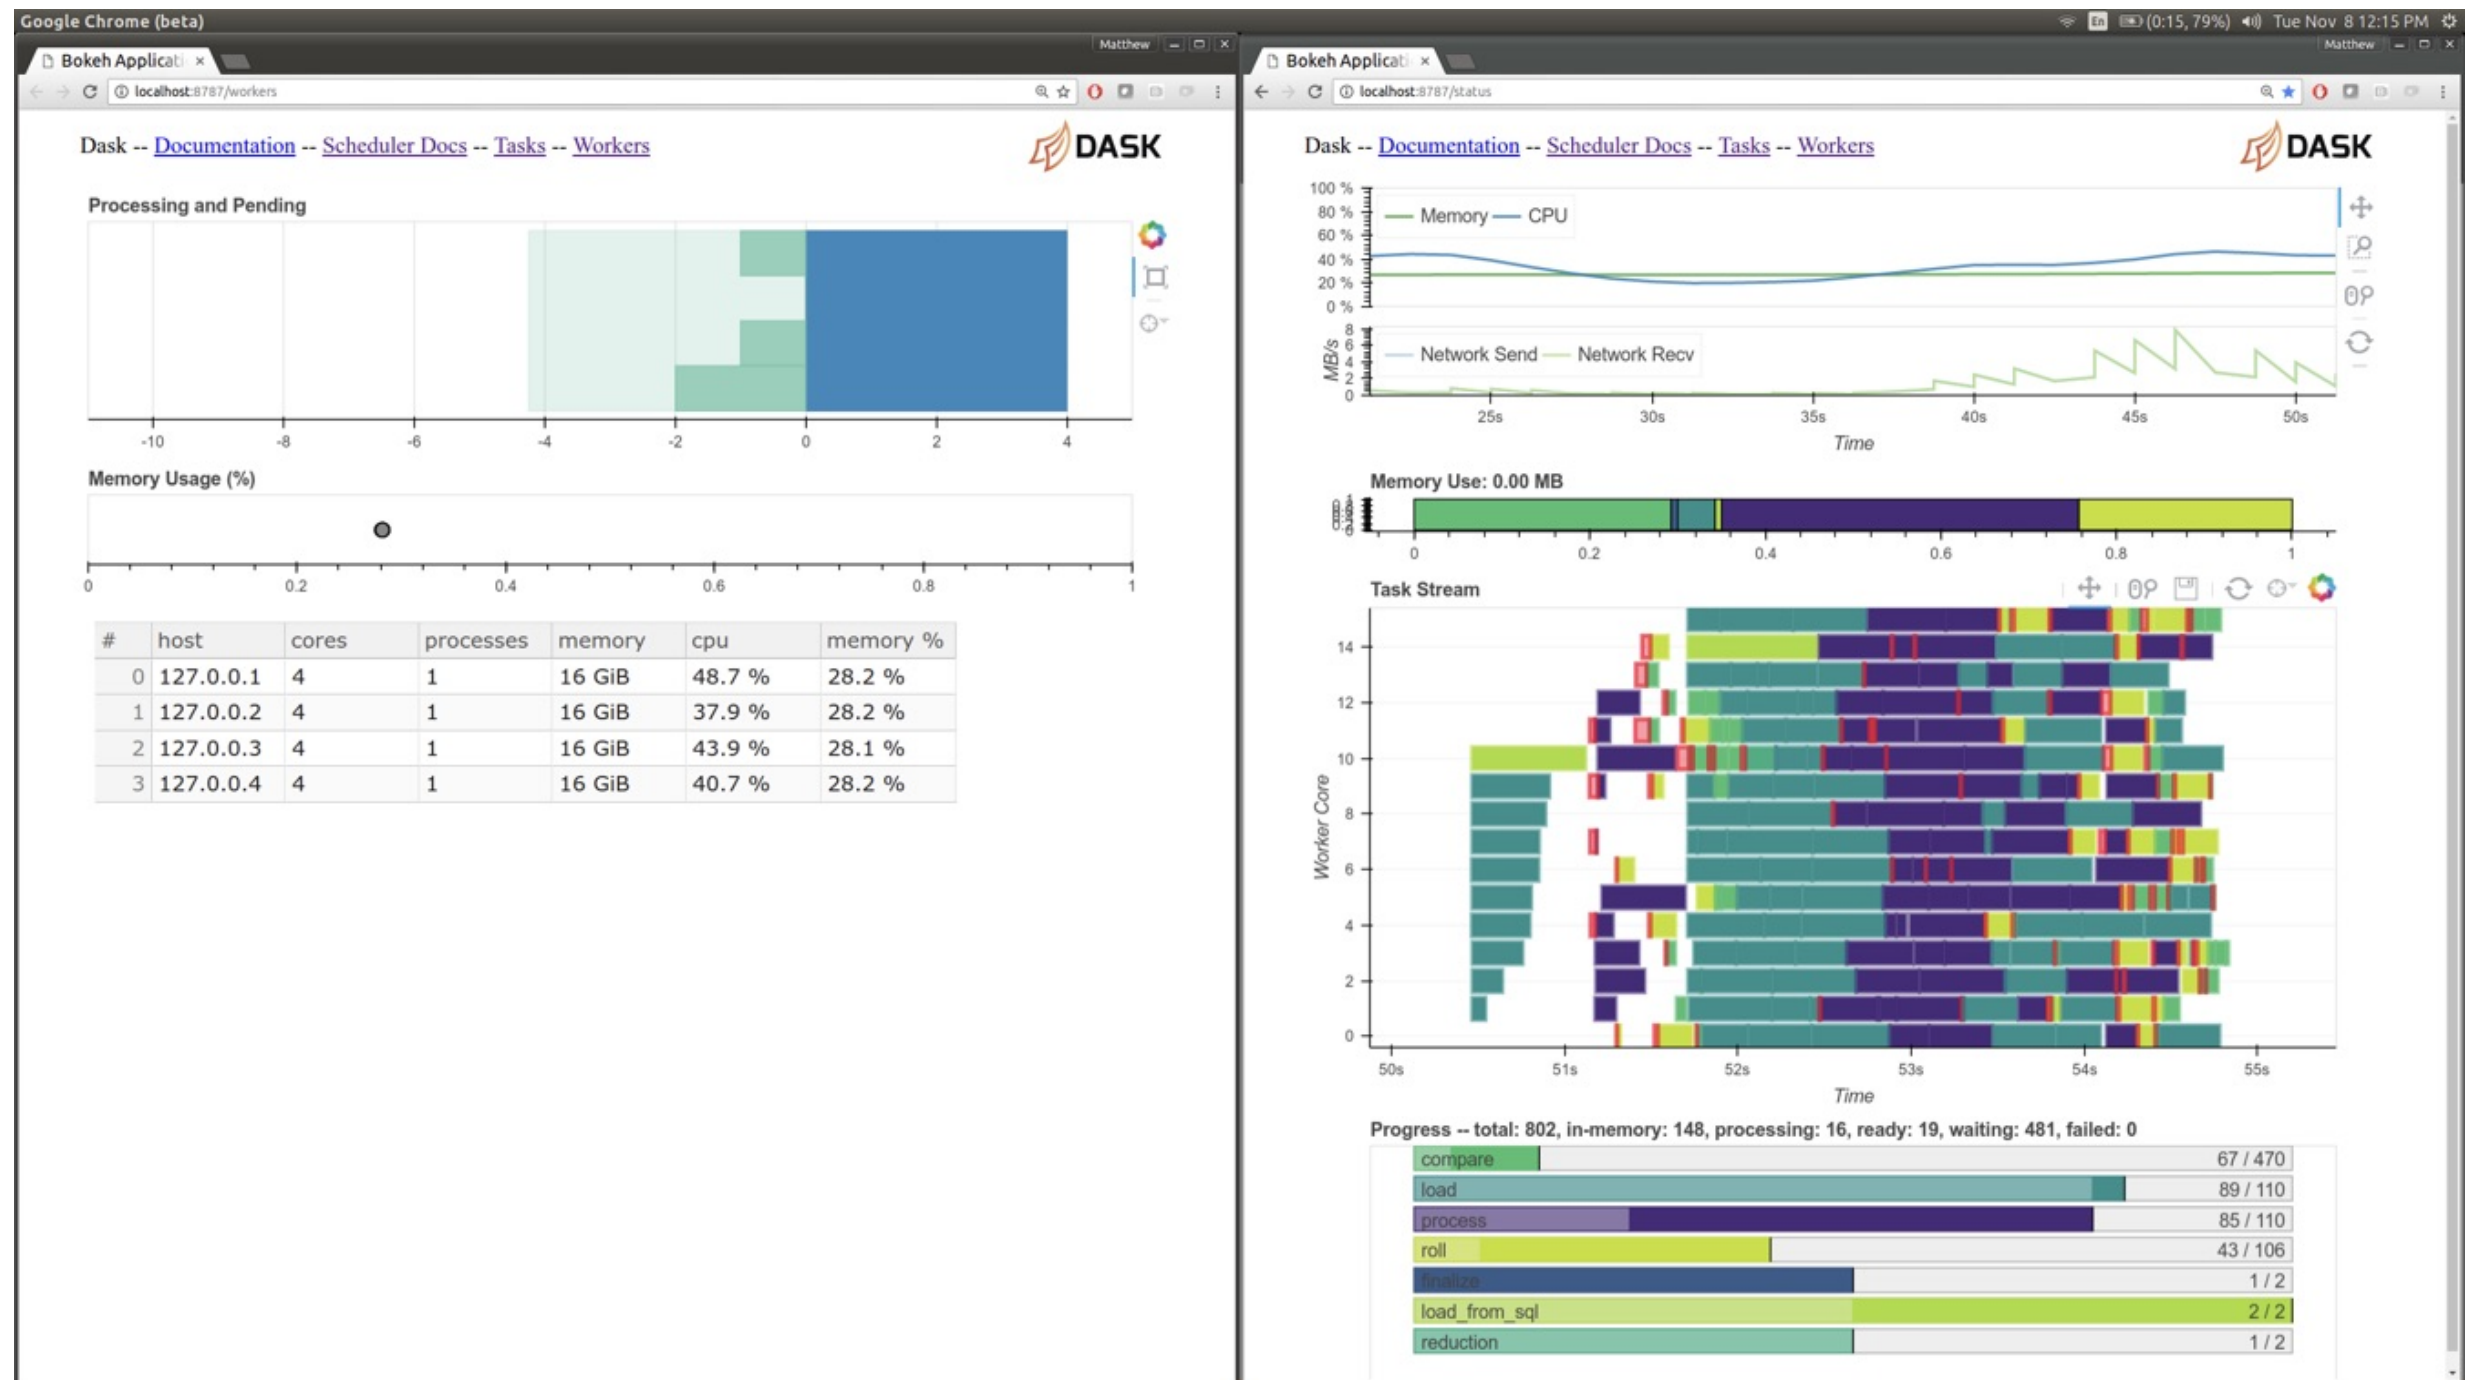 Google Chrome (beta)
En (0:15, 79%) Tue Nov 8 12:15 PM
Matthew
Bokeh Applicati
localhost:8787/workers
Dask -- Documentation -- Scheduler Docs -- Tasks -- Workers
DASK
Processing and Pending
-10 -8 -6 -4 -2 0 2 4
Memory Usage (%)
0 0.2 0.4 0.6 0.8 1
# host cores processes memory cpu memory %
0 127.0.0.1 4 1 16 GiB 48.7 % 28.2 %
1 127.0.0.2 4 1 16 GiB 37.9 % 28.2 %
2 127.0.0.3 4 1 16 GiB 43.9 % 28.1 %
3 127.0.0.4 4 1 16 GiB 40.7 % 28.2 %
Matthew
Bokeh Applicati
localhost:8787/status
Dask -- Documentation -- Scheduler Docs -- Tasks -- Workers
DASK
100 %
80 %
60 %
40 %
20 %
0 %
Memory CPU
8
6
4
2
0
MB/s
Network Send Network Recv
25s 30s 35s 40s 45s 50s
Time
Memory Use: 0.00 MB
0 0.2 0.4 0.6 0.8 1
Task Stream
14
12
10
8
6
4
2
0
Worker Core
50s 51s 52s 53s 54s 55s
Time
Progress -- total: 802, in-memory: 148, processing: 16, ready: 19, waiting: 481, failed: 0
compare 67 / 470
load 89 / 110
process 85 / 110
roll 43 / 106
finalize 1 / 2
load_from_sql 2 / 2
reduction 1 / 2